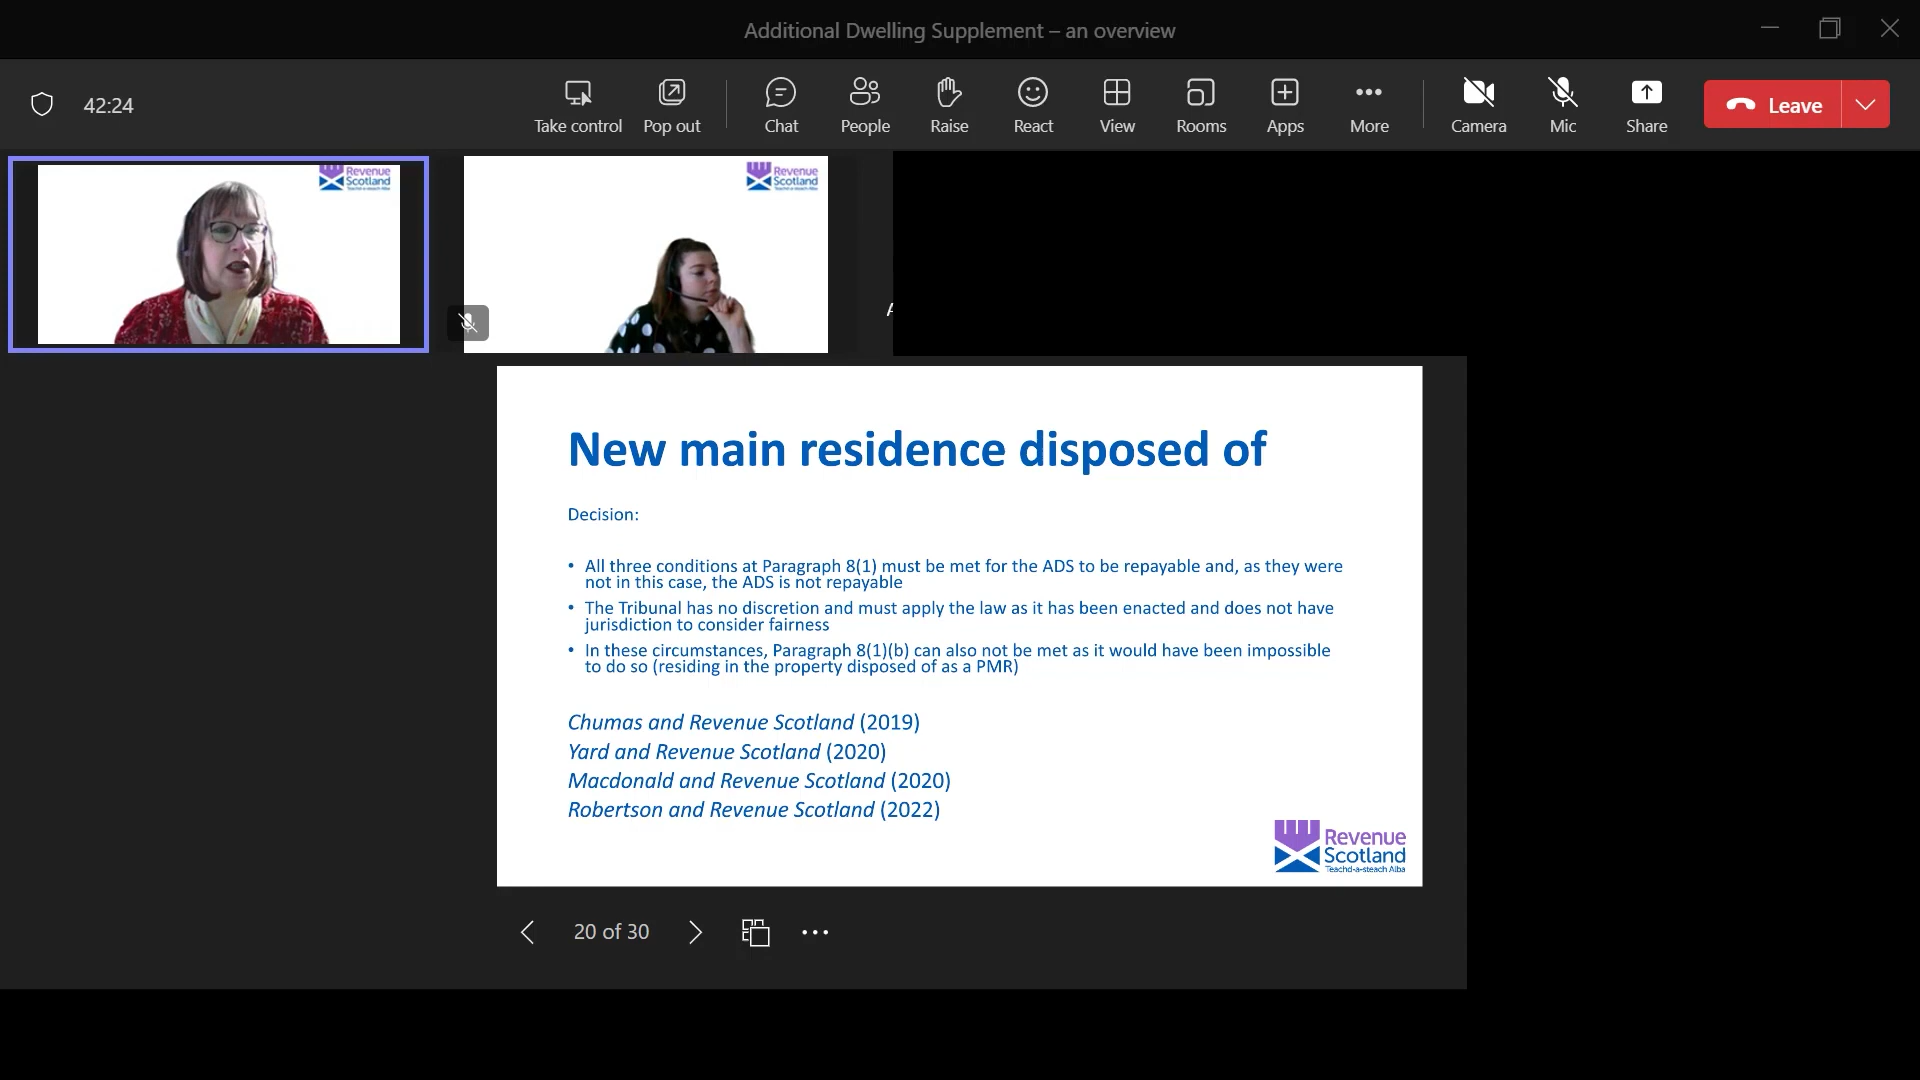 Additional Dwelling Supplement – an overview
42:24
Take control
Pop out
Chat
People
Raise
React
View
Rooms
Apps
More
Camera
Mic
Share
Leave
Revenue
Scotland
Teachd-a-steach Alba
Revenue
Scotland
Teachd-a-steach Alba
New main residence disposed of
Decision:
• All three conditions at Paragraph 8(1) must be met for the ADS to be repayable and, as they were
not in this case, the ADS is not repayable
• The Tribunal has no discretion and must apply the law as it has been enacted and does not have
jurisdiction to consider fairness
• In these circumstances, Paragraph 8(1)(b) can also not be met as it would have been impossible
to do so (residing in the property disposed of as a PMR)
Chumas and Revenue Scotland (2019)
Yard and Revenue Scotland (2020)
Macdonald and Revenue Scotland (2020)
Robertson and Revenue Scotland (2022)
Revenue
Scotland
Teachd-a-steach Alba
20 of 30